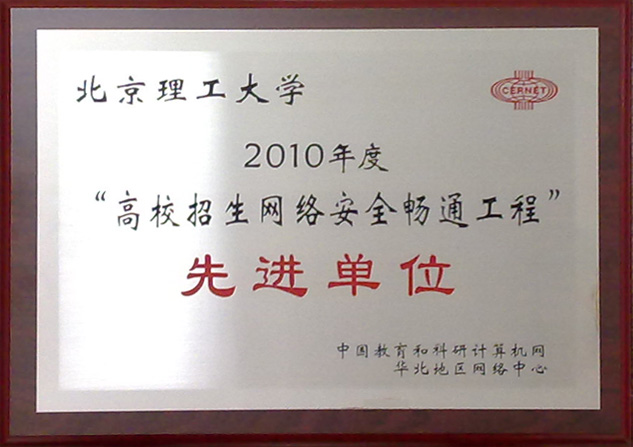 北京理工大学
CERNET
2010年度
“高校招生网络安全畅通工程”
先进单位
中国教育和科研计算机网
华北地区网络中心